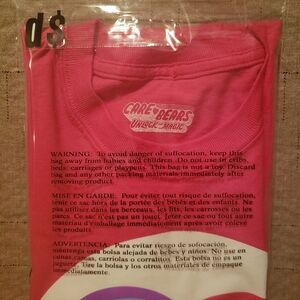 d$
CARE BEARS
UNLOCK THE MAGIC
WARNING: To avoid danger of suffocation, keep this
bag away from babies and children. Do not use in cribs,
beds, carriages or playpens. This bag is not a toy. Discard
bag and any other packing materials immediately after
removing product.
MISE EN GARDE: Pour éviter tout risque de suffocation,
tenir ce sac hors de la portée des bébés et des enfants. Ne
pas utiliser dans les berceaux, les lits, les carrosses ou les
parcs. Ce sac n'est pas un jouet. Jeter ce sac ou tout autre
matériau d'emballage immédiatement après avoir enlevé
les produits
ADVERTENCIA: Para evitar riesgo de sofocación,
mantenga esta bolsa alejada de bebés y niños. No use en
cunas, camas, carriolas o corralitos. Esta bolsa no es un
juguete. Tire la bolsa y los otros materiales de empaque
inmediatamente.